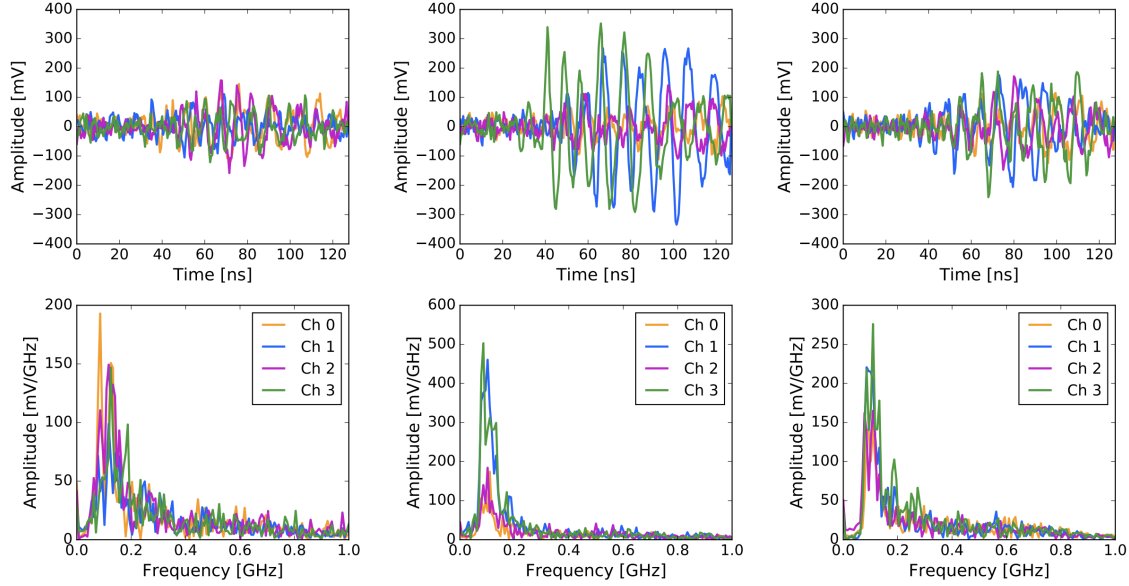 400
300
200
100
0
−100
−200
−300
−400
Amplitude [mV]
0 20 40 60 80 100 120
Time [ns]
400
300
200
100
0
−100
−200
−300
−400
Amplitude [mV]
0 20 40 60 80 100 120
Time [ns]
400
300
200
100
0
−100
−200
−300
−400
Amplitude [mV]
0 20 40 60 80 100 120
Time [ns]
200
150
100
50
0
Amplitude [mV/GHz]
Ch 0
Ch 1
Ch 2
Ch 3
0.0 0.2 0.4 0.6 0.8 1.0
Frequency [GHz]
600
500
400
300
200
100
0
Amplitude [mV/GHz]
Ch 0
Ch 1
Ch 2
Ch 3
0.0 0.2 0.4 0.6 0.8 1.0
Frequency [GHz]
300
250
200
150
100
50
0
Amplitude [mV/GHz]
Ch 0
Ch 1
Ch 2
Ch 3
0.0 0.2 0.4 0.6 0.8 1.0
Frequency [GHz]